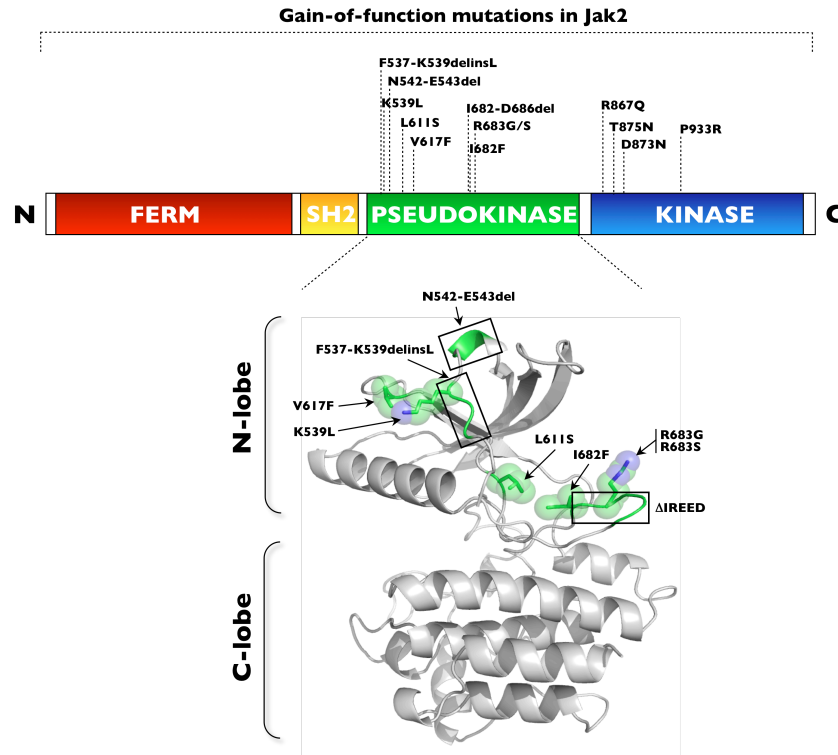 Gain-of-function mutations in Jak2
F537-K539delinsL
N542-E543del
K539L
L611S
V617F
I682-D686del
R683G/S
I682F
R867Q
T875N
D873N
P933R
N
FERM
SH2
PSEUDOKINASE
KINASE
C
N542-E543del
F537-K539delinsL
V617F
K539L
L611S
I682F
R683G
R683S
ΔIREED
N-lobe
C-lobe